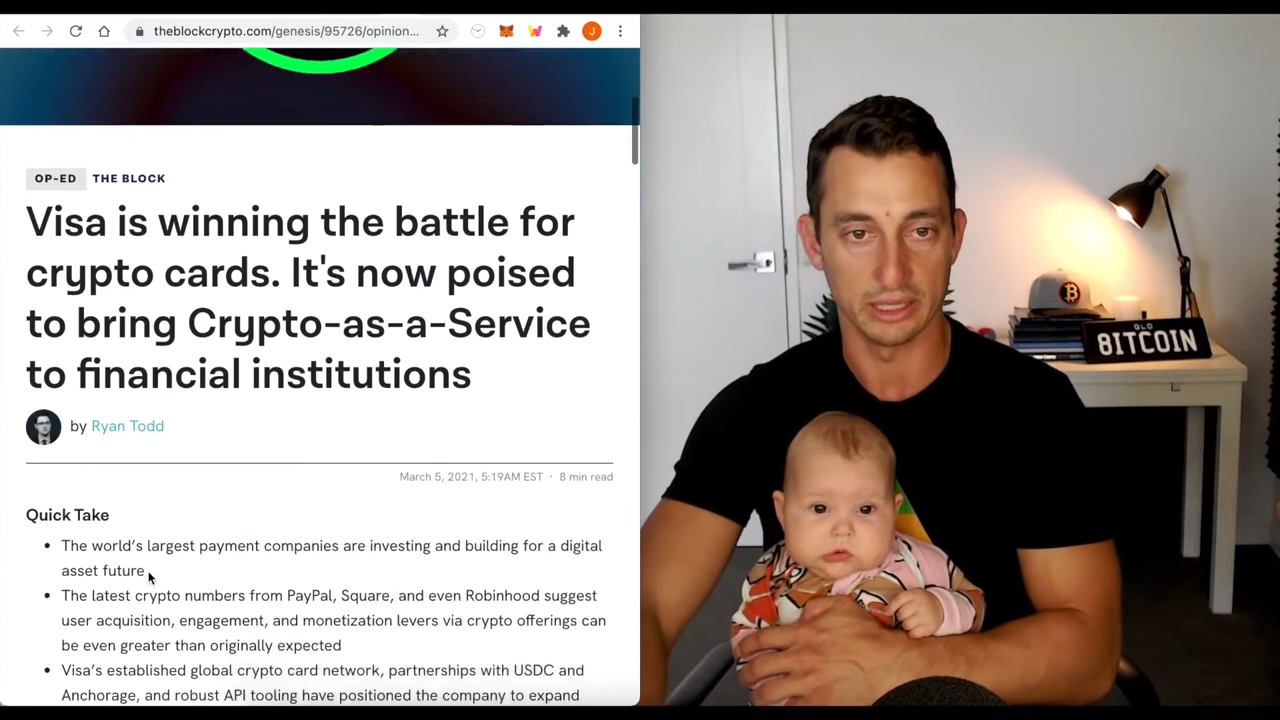 theblockcrypto.com/genesis/95726/opinion...
J
OP-ED THE BLOCK
Visa is winning the battle for
crypto cards. It's now poised
to bring Crypto-as-a-Service
to financial institutions
by Ryan Todd
March 5, 2021, 5:19AM EST · 8 min read
Quick Take
• The world’s largest payment companies are investing and building for a digital
asset future
• The latest crypto numbers from PayPal, Square, and even Robinhood suggest
user acquisition, engagement, and monetization levers via crypto offerings can
be even greater than originally expected
• Visa’s established global crypto card network, partnerships with USDC and
Anchorage, and robust API tooling have positioned the company to expand
QLD
8ITCOIN